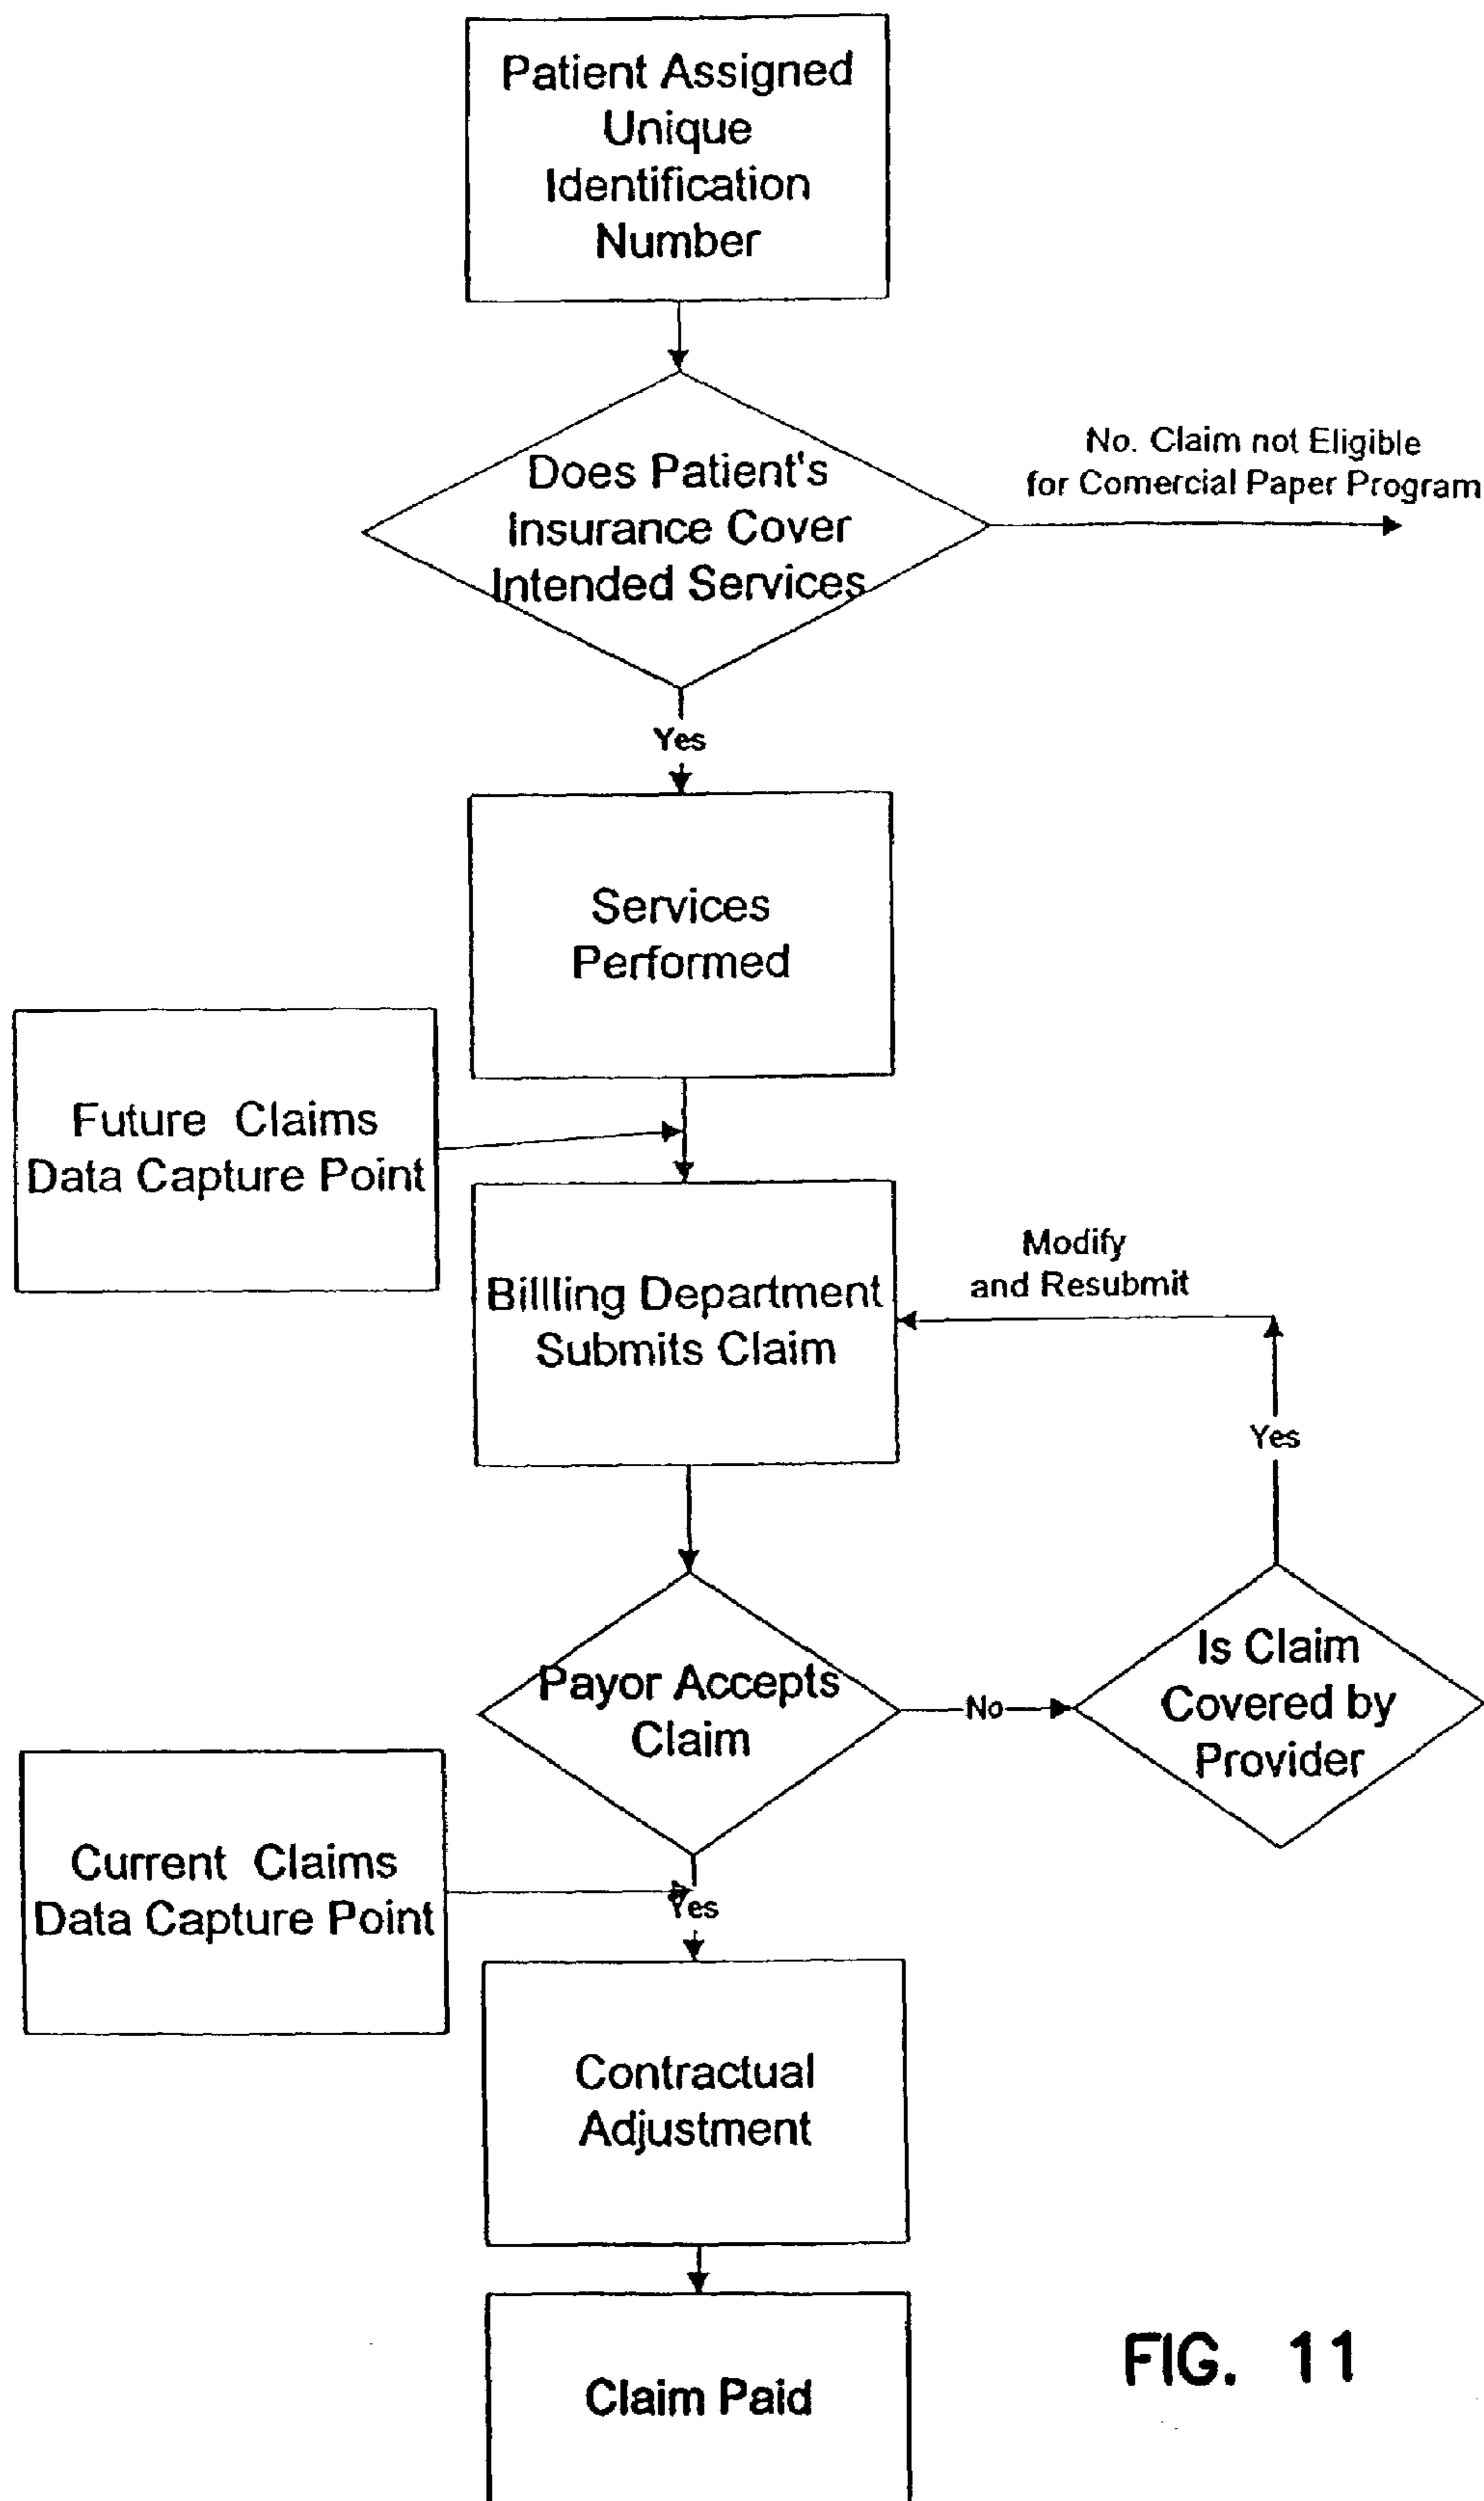 Patient Assigned
Unique
Identification
Number
Does Patient's
Insurance Cover
Intended Services
No. Claim not Eligible
for Comercial Paper Program
Yes
Services
Performed
Future Claims
Data Capture Point
Billling Department
Submits Claim
Modify
and Resubmit
Yes
Payor Accepts
Claim
No
Is Claim
Covered by
Provider
Current Claims
Data Capture Point
Yes
Contractual
Adjustment
Claim Paid
FIG. 11